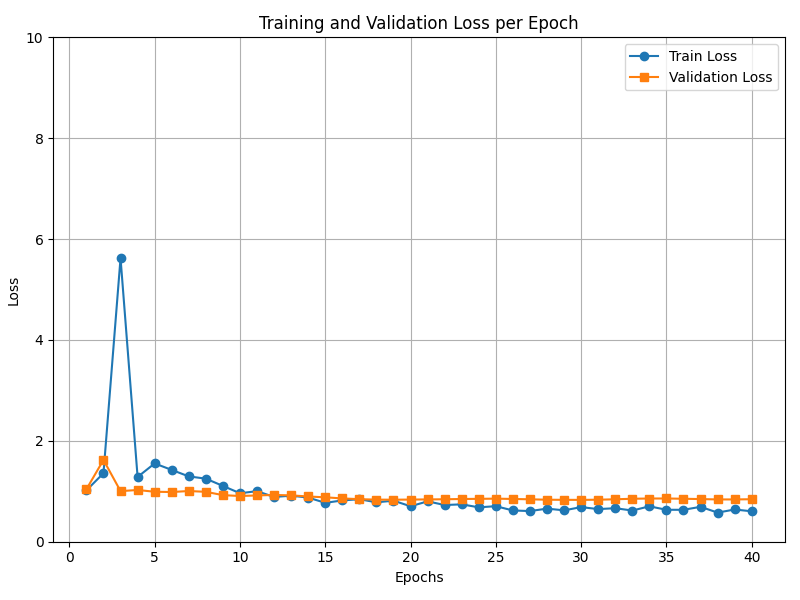 Training and Validation Loss per Epoch
Train Loss
Validation Loss
Loss
10
8
6
4
2
0
0 5 10 15 20 25 30 35 40
Epochs